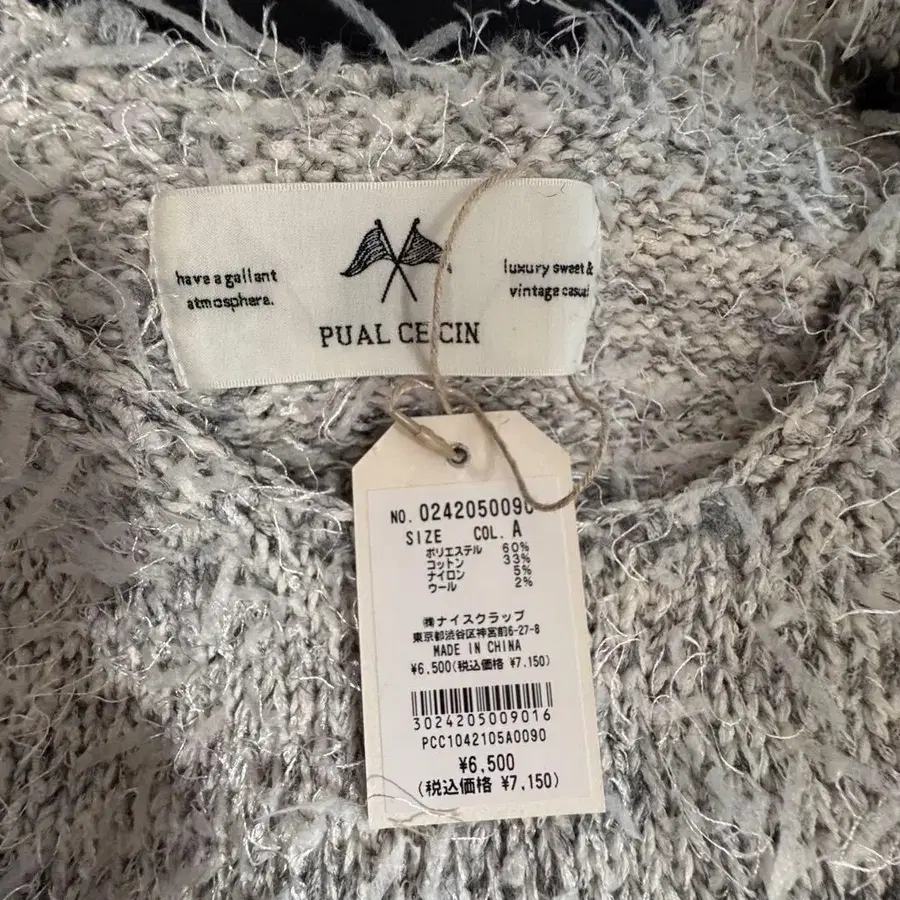 have a gallant
atmosphere.
luxury sweet &
vintage casual
PUAL CE CIN
NO. 0242050090
SIZE COL. A
ポリエステル 60%
コットン 33%
ナイロン 5%
ウール 2%
㈱ナイスクラップ
東京都渋谷区神宮前6-27-8
MADE IN CHINA
¥6,500(税込価格 ¥7,150)
3024205009016
PCC1042105A0090
¥6,500
(税込価格 ¥7,150)